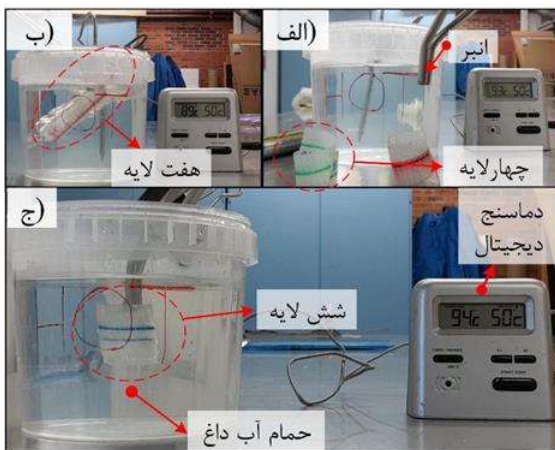 (الف
انبر
93c 50c
چهارلایه
(ب
89c 50c
هفت لایه
(ج
دماسنج
دیجیتال
94c 50c
شش لایه
حمام آب داغ